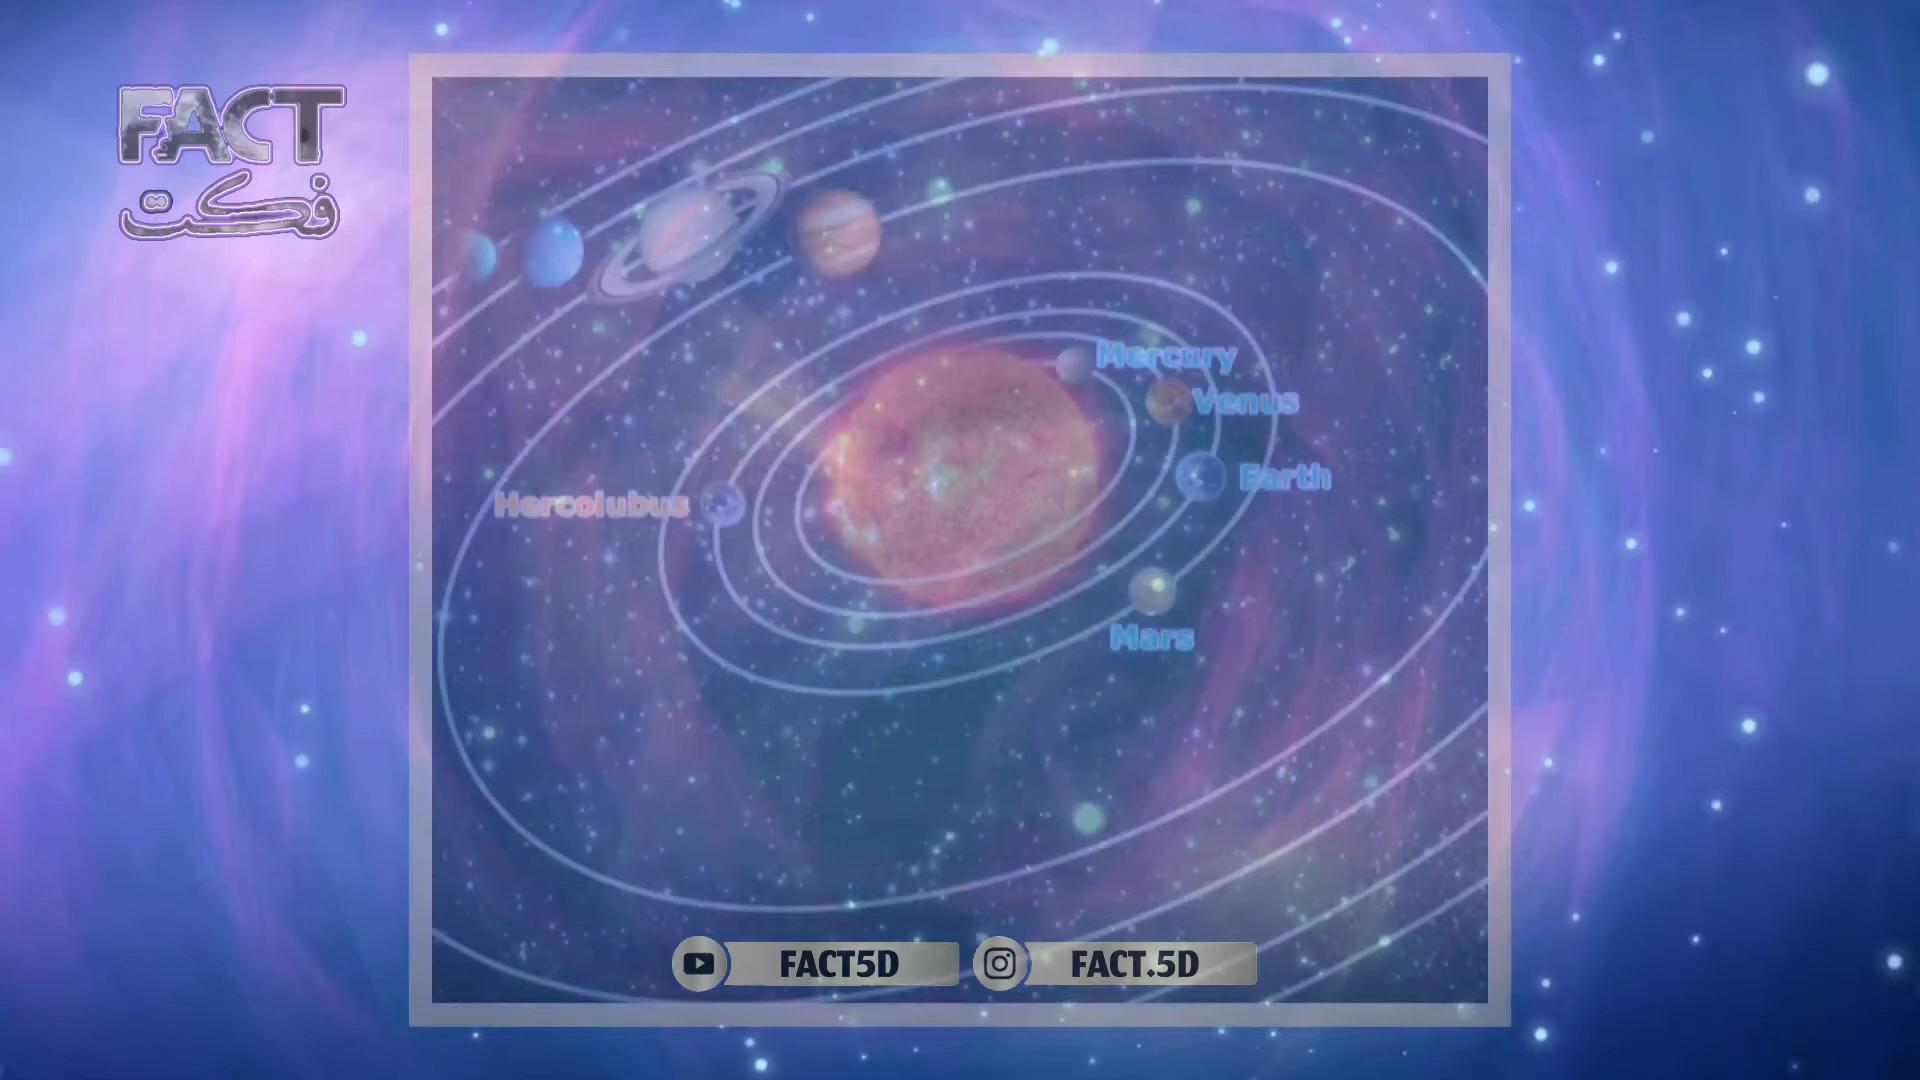 FACT
فكت
Mercury
Venus
Earth
Hercolubus
Mars
FACT5D
FACT.5D